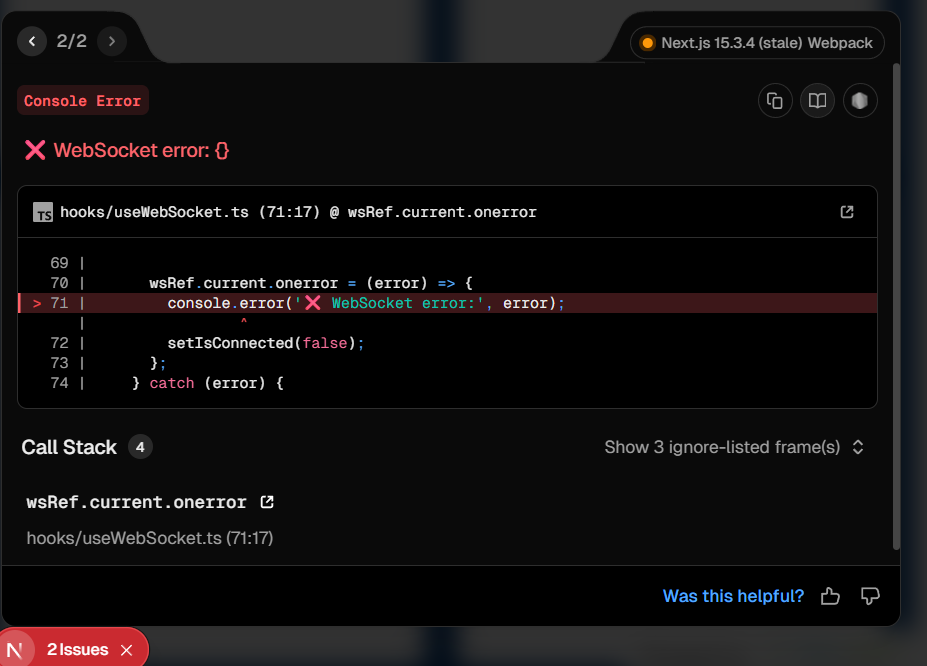 2/2
Next.js 15.3.4 (stale) Webpack
Console Error
❌ WebSocket error: {}
TS hooks/useWebSocket.ts (71:17) @ wsRef.current.onerror
69 |
70 |       wsRef.current.onerror = (error) => {
> 71 |         console.error('❌ WebSocket error:', error);
|                 ^
72 |         setIsConnected(false);
73 |       };
74 |     } catch (error) {
Call Stack 4
Show 3 ignore-listed frame(s)
wsRef.current.onerror
hooks/useWebSocket.ts (71:17)
Was this helpful?
N 2 Issues